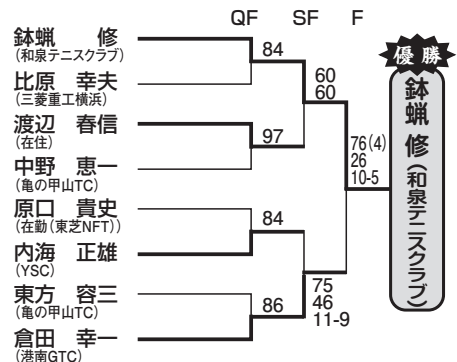 QF SF F
鉢蝋 修
(和泉テニスクラブ)
比原 幸夫
(三菱重工横浜)
渡辺 春信
(在住)
中野 恵一
(亀の甲山TC)
原口 貴史
(在勤(東芝NFT))
内海 正雄
(YSC)
東方 容三
(亀の甲山TC)
倉田 幸一
(港南GTC)
84
97
84
86
60
60
75
46
11-9
76(4)
26
10-5
優勝
鉢蝋 修(和泉テニスクラブ)